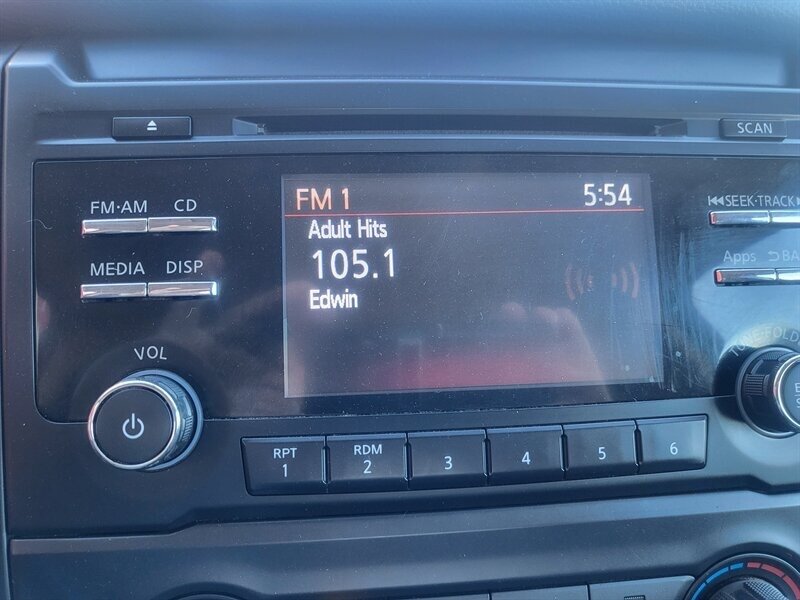 SCAN
FM·AM CD
FM 1 5:54
SEEK·TRACK
Adult Hits
105.1
MEDIA DISP
Apps BA
Edwin
VOL
RPT RDM
1 2 3 4 5 6